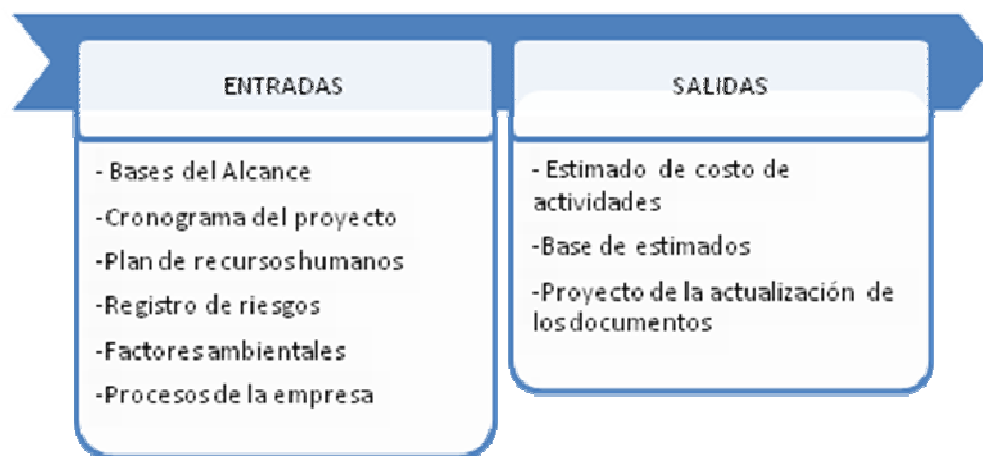 ENTRADAS
- Bases del Alcance
-Cronograma del proyecto
-Plan de recursos humanos
-Registro de riesgos
-Factores ambientales
-Procesos de la empresa
SALIDAS
- Estimado de costo de
actividades
-Base de estimados
-Proyecto de la actualización de
los documentos